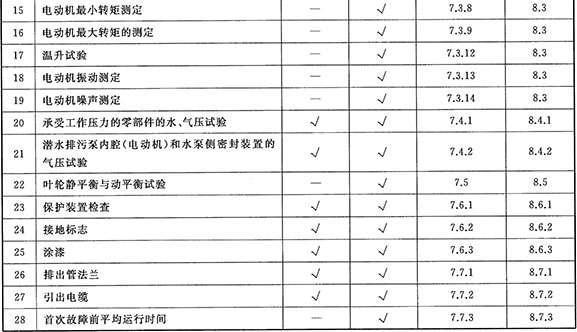 15 电动机最小转矩测定 — √ 7.3.8 8.3
16 电动机最大转矩的测定 — √ 7.3.9 8.3
17 温升试验 — √ 7.3.12 8.3
18 电动机振动测定 — √ 7.3.13 8.3
19 电动机噪声测定 — √ 7.3.14 8.3
20 承受工作压力的零部件的水、气压试验 √ √ 7.4.1 8.4.1
21 潜水排污泵内腔(电动机)和水泵侧密封装置的
气压试验 √ √ 7.4.2 8.4.2
22 叶轮静平衡与动平衡试验 — √ 7.5 8.5
23 保护装置检查 √ √ 7.6.1 8.6.1
24 接地标志 √ √ 7.6.2 8.6.2
25 涂漆 √ √ 7.6.3 8.6.3
26 排出管法兰 √ √ 7.7.1 8.7.1
27 引出电缆 √ √ 7.7.2 8.7.2
28 首次故障前平均运行时间 — √ 7.7.3 8.7.3